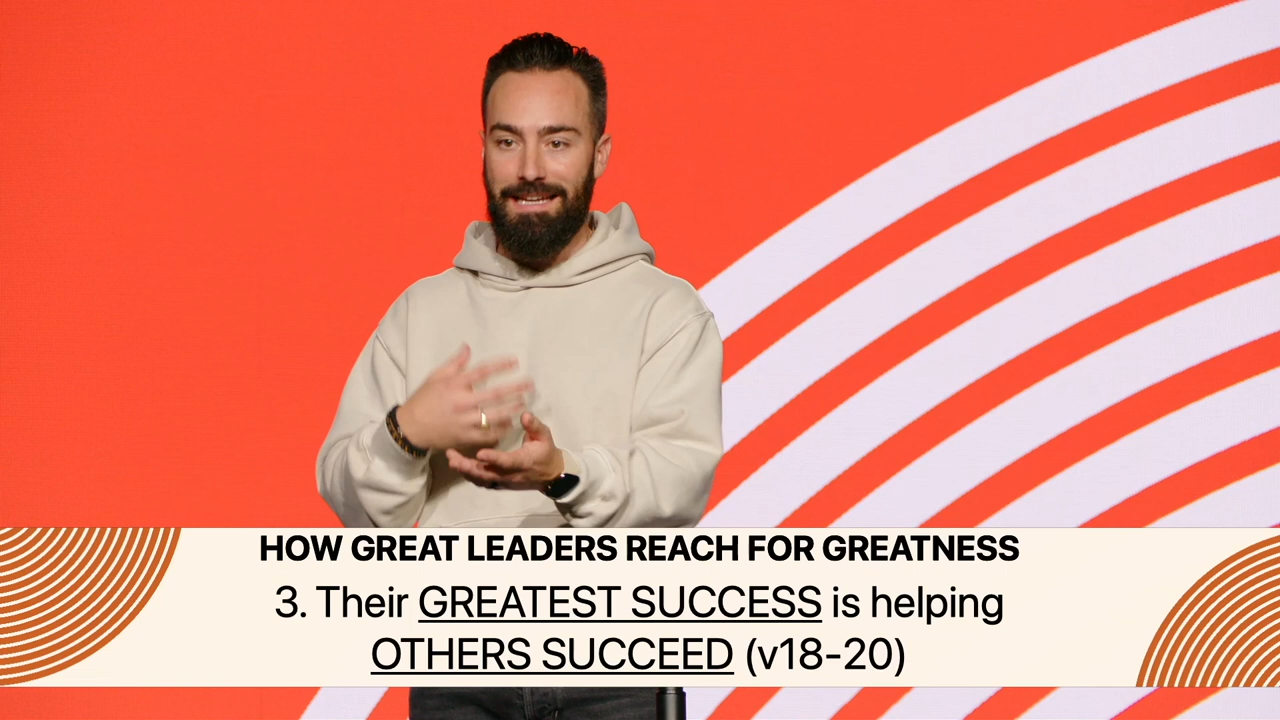 HOW GREAT LEADERS REACH FOR GREATNESS
3. Their GREATEST SUCCESS is helping
OTHERS SUCCEED (v18-20)